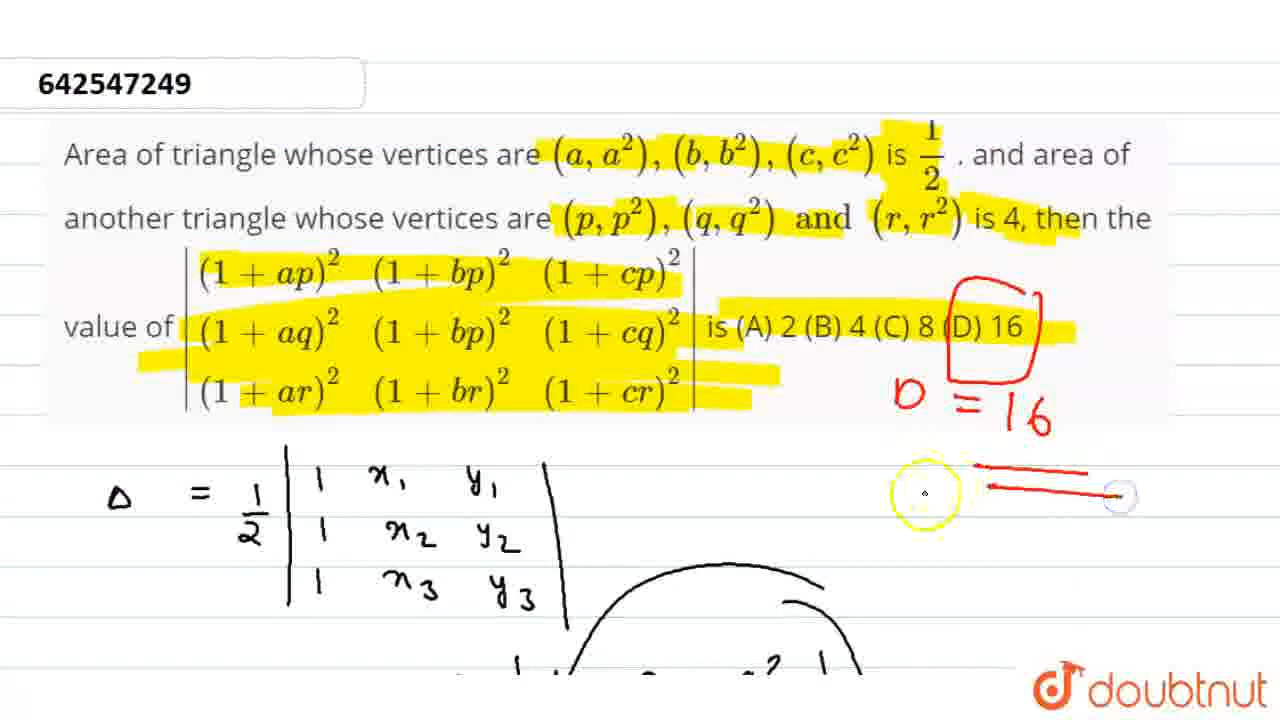 642547249
Area of triangle whose vertices are (a, a²), (b, b²), (c, c²) is 1/2 . and area of
another triangle whose vertices are (p, p²), (q, q²) and (r, r²) is 4, then the
value of | (1 + ap)² (1 + bp)² (1 + cp)² |
| (1 + aq)² (1 + bp)² (1 + cq)² | is (A) 2 (B) 4 (C) 8 (D) 16
| (1 + ar)² (1 + br)² (1 + cr)² |
D = 16
Δ = 1/2 | 1 x₁ y₁ |
| 1 x₂ y₂ |
| 1 x₃ y₃ |
doubtnut